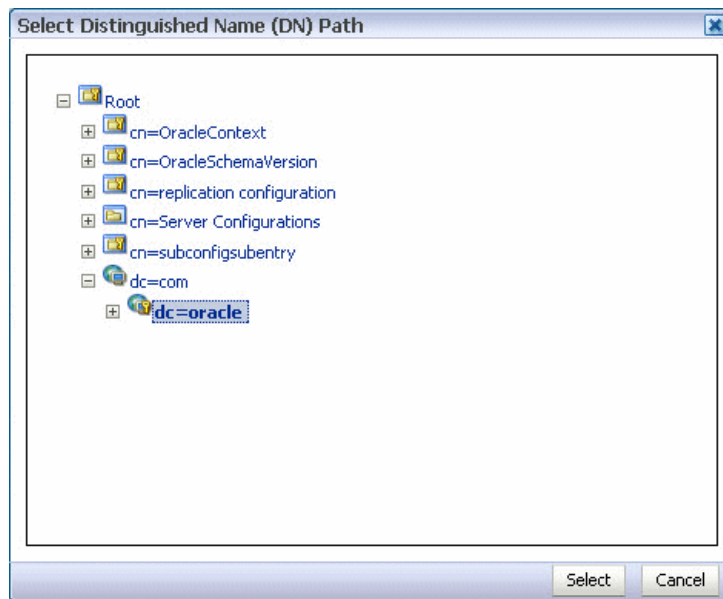 Select Distinguished Name (DN) Path
Root
cn=OracleContext
cn=OracleSchemaVersion
cn=replication configuration
cn=Server Configurations
cn=subconfigsubentry
dc=com
dc=oracle
Select Cancel